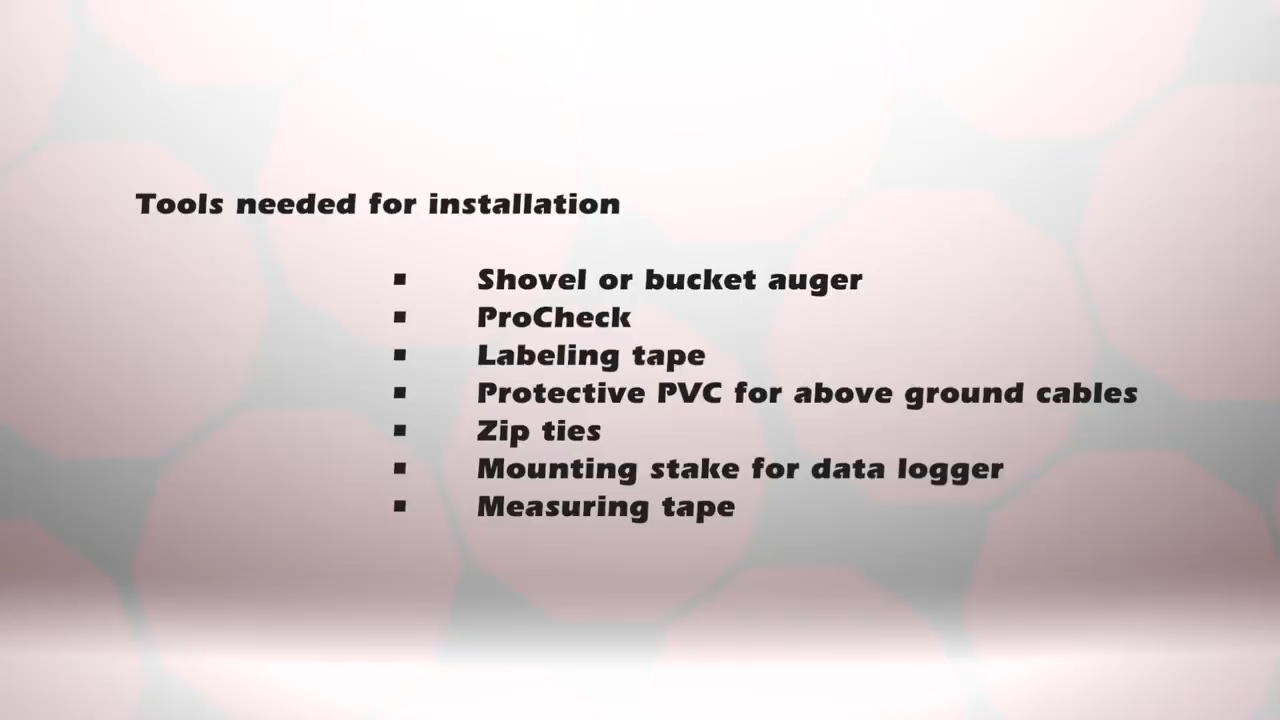 Tools needed for installation
▪ Shovel or bucket auger
▪ ProCheck
▪ Labeling tape
▪ Protective PVC for above ground cables
▪ Zip ties
▪ Mounting stake for data logger
▪ Measuring tape